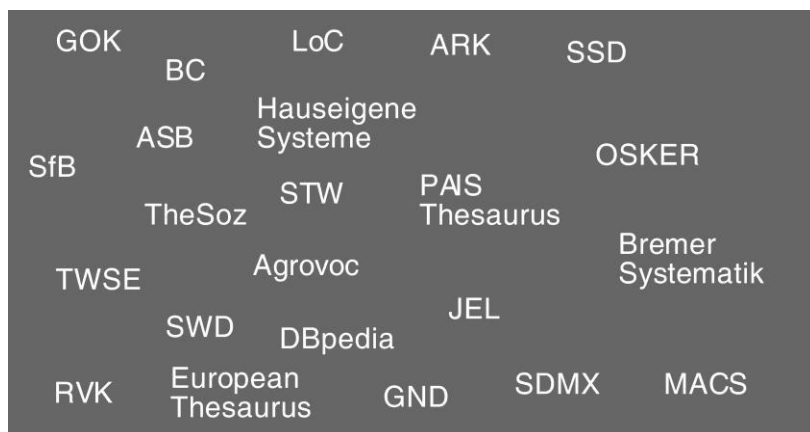 GOK
LoC
ARK
SSD
BC
Hauseigene
Systeme
ASB
OSKER
SfB
STW
PAIS
Thesaurus
TheSoz
Bremer
Systematik
Agrovoc
TWSE
JEL
SWD
DBpedia
European
Thesaurus
RVK
GND
SDMX
MACS